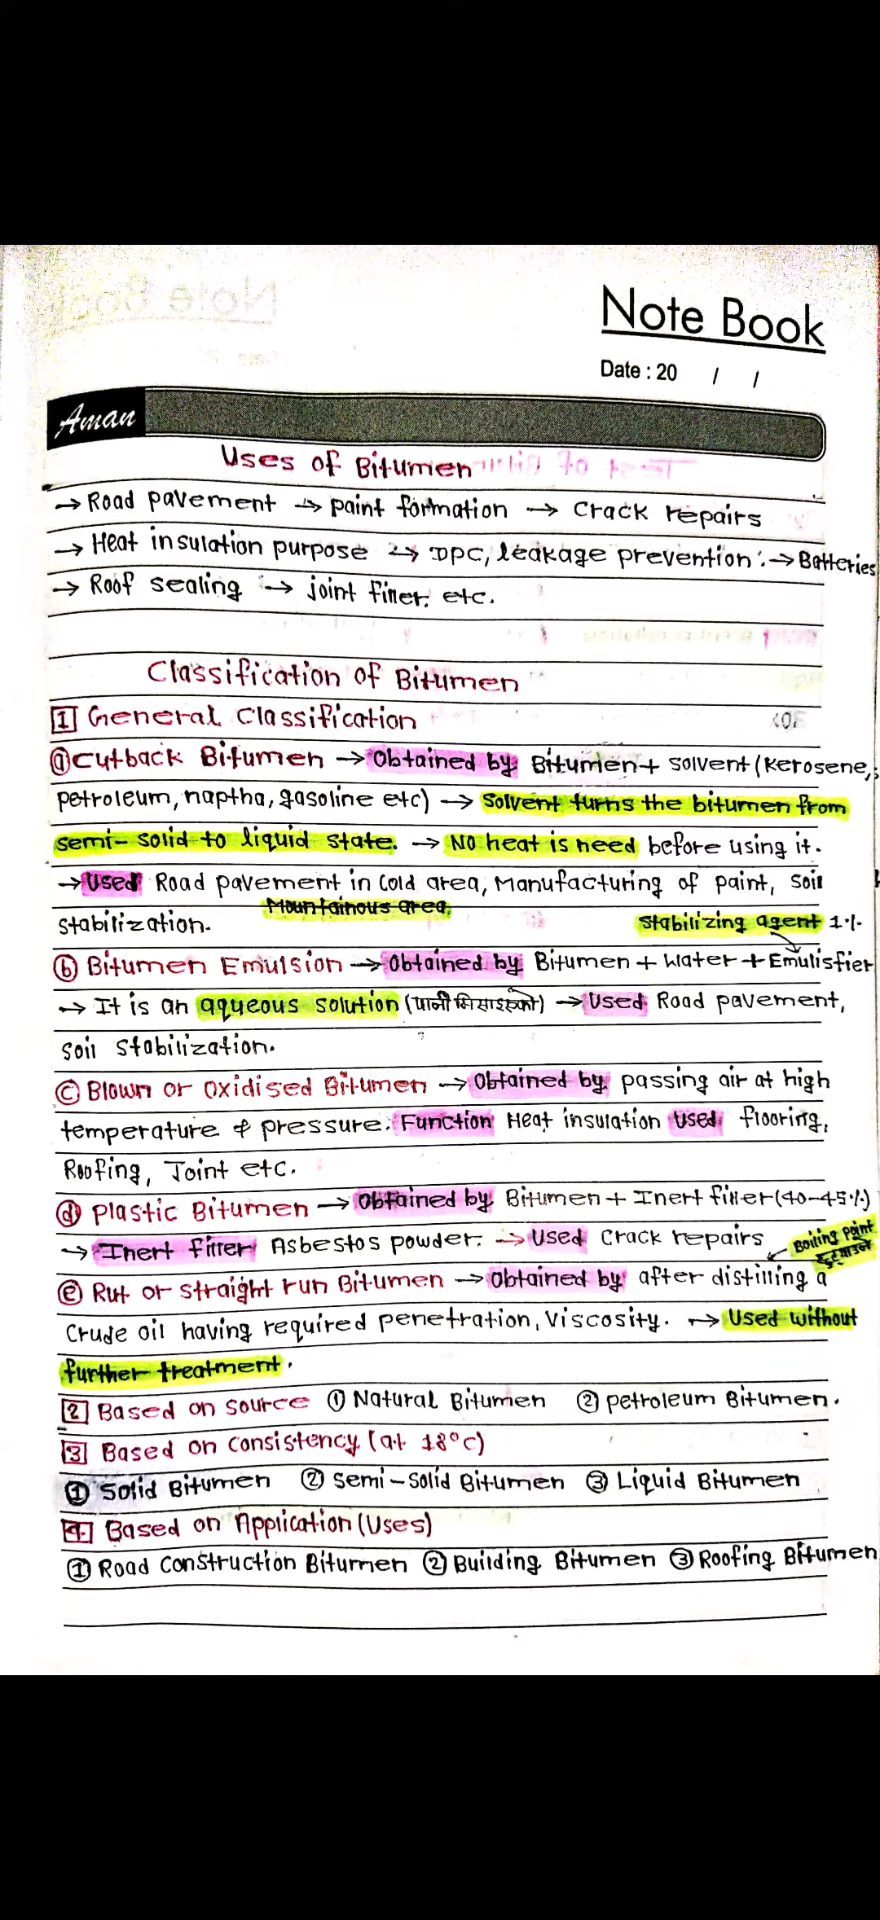 Note Book
Date : 20 / /
Aman
Uses of Bitumen
→ Road pavement → paint formation → crack repairs
→ Heat insulation purpose → DPC, leakage prevention. → Batteries
→ Roof sealing → joint filler. etc.
Classification of Bitumen
1 General Classification
ⓐ Cutback Bitumen → Obtained by Bitumen + solvent (Kerosene,
petroleum, naptha, gasoline etc) → Solvent turns the bitumen from
semi-solid to liquid state. → No heat is need before using it.
→ Used Road pavement in cold area, Manufacturing of paint, soil
Mountainous area,
stabilization.
Stabilizing agent 1%
ⓑ Bitumen Emulsion → Obtained by Bitumen + Water + Emulisfier
→ It is an aqueous solution (पानी मिसाइएको) → Used Road pavement,
soil stabilization.
ⓒ Blown or Oxidised Bitumen → Obtained by passing air at high
temperature & pressure. Function Heat insulation Used flooring,
Roofing, Joint etc.
ⓓ Plastic Bitumen → Obtained by Bitumen + Inert filler (40-45%)
→ Inert filler Asbestos powder. → Used Crack repairs
Boiling point
ⓔ Rut or straight run Bitumen → Obtained by after distilling a
Crude oil having required penetration, Viscosity. → Used without
further treatment.
2 Based on source ① Natural Bitumen ② petroleum Bitumen.
3 Based on consistency (at 18°C)
① Solid Bitumen ② Semi-Solid Bitumen ③ Liquid Bitumen
4. Based on Application (Uses)
① Road Construction Bitumen ② Building Bitumen ③ Roofing Bitumen